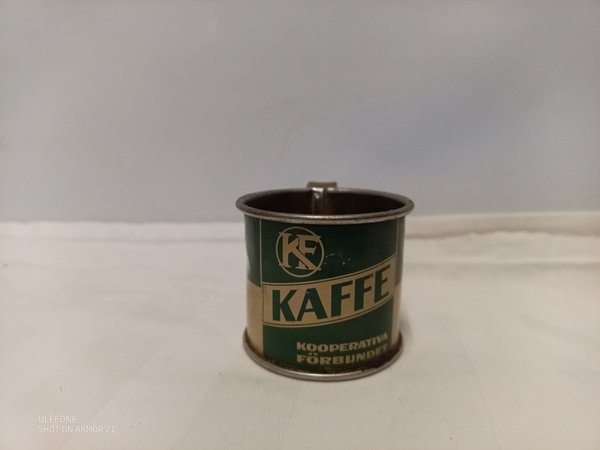 KF
KAFFE
KOOPERATIVA
FÖRBUNDET
ULEFONE
SHOT ON ARMOR 21